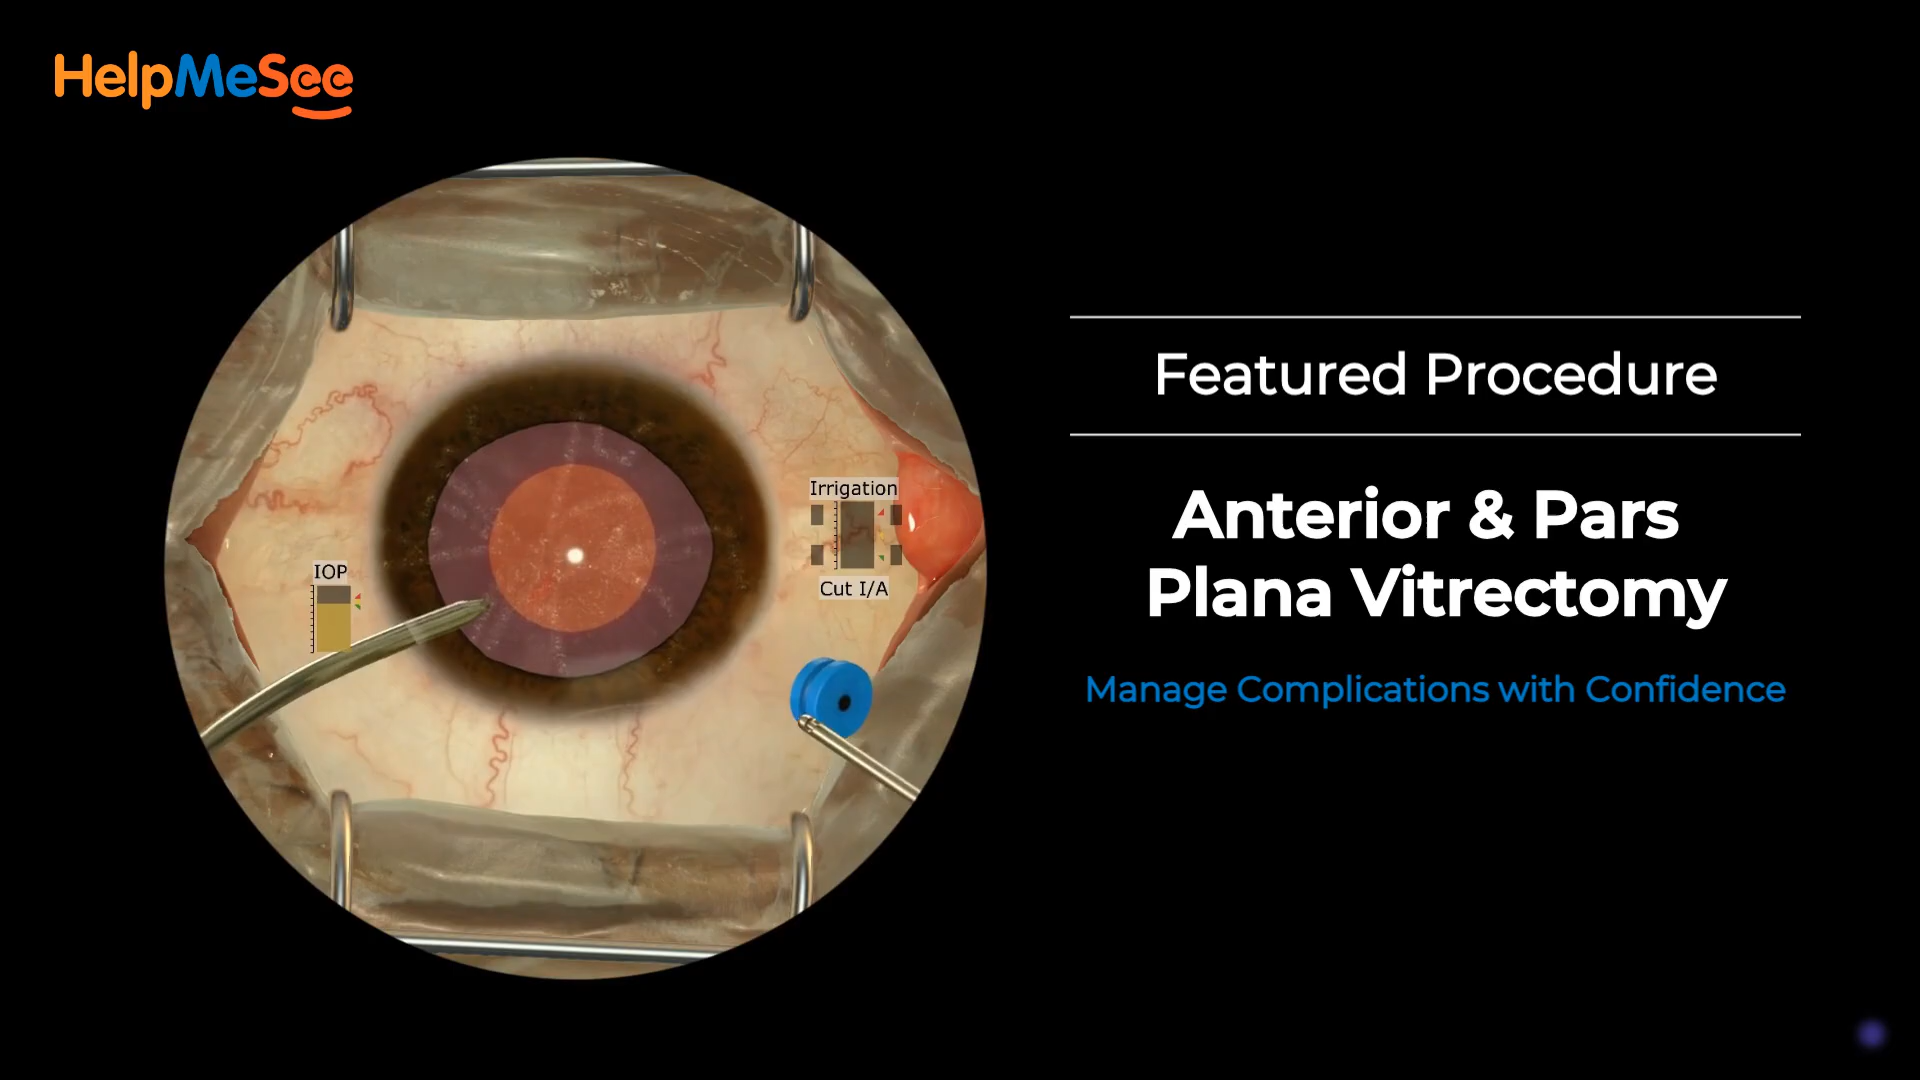 HelpMeSee
Featured Procedure
Anterior & Pars
Plana Vitrectomy
Manage Complications with Confidence
Irrigation
Cut I/A
IOP